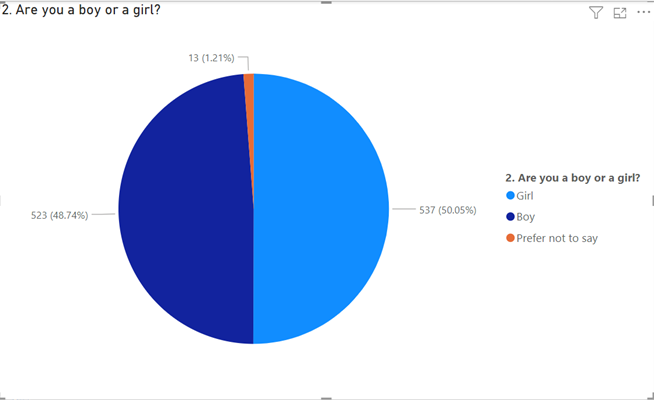 2. Are you a boy or a girl?
13 (1.21%)
523 (48.74%)
537 (50.05%)
2. Are you a boy or a girl?
Girl
Boy
Prefer not to say